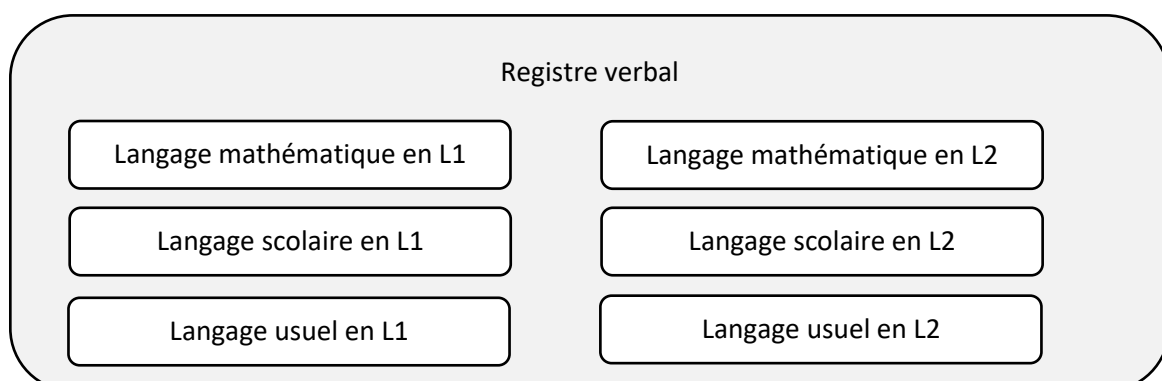 Registre verbal
Langage mathématique en L1
Langage mathématique en L2
Langage scolaire en L1
Langage scolaire en L2
Langage usuel en L1
Langage usuel en L2